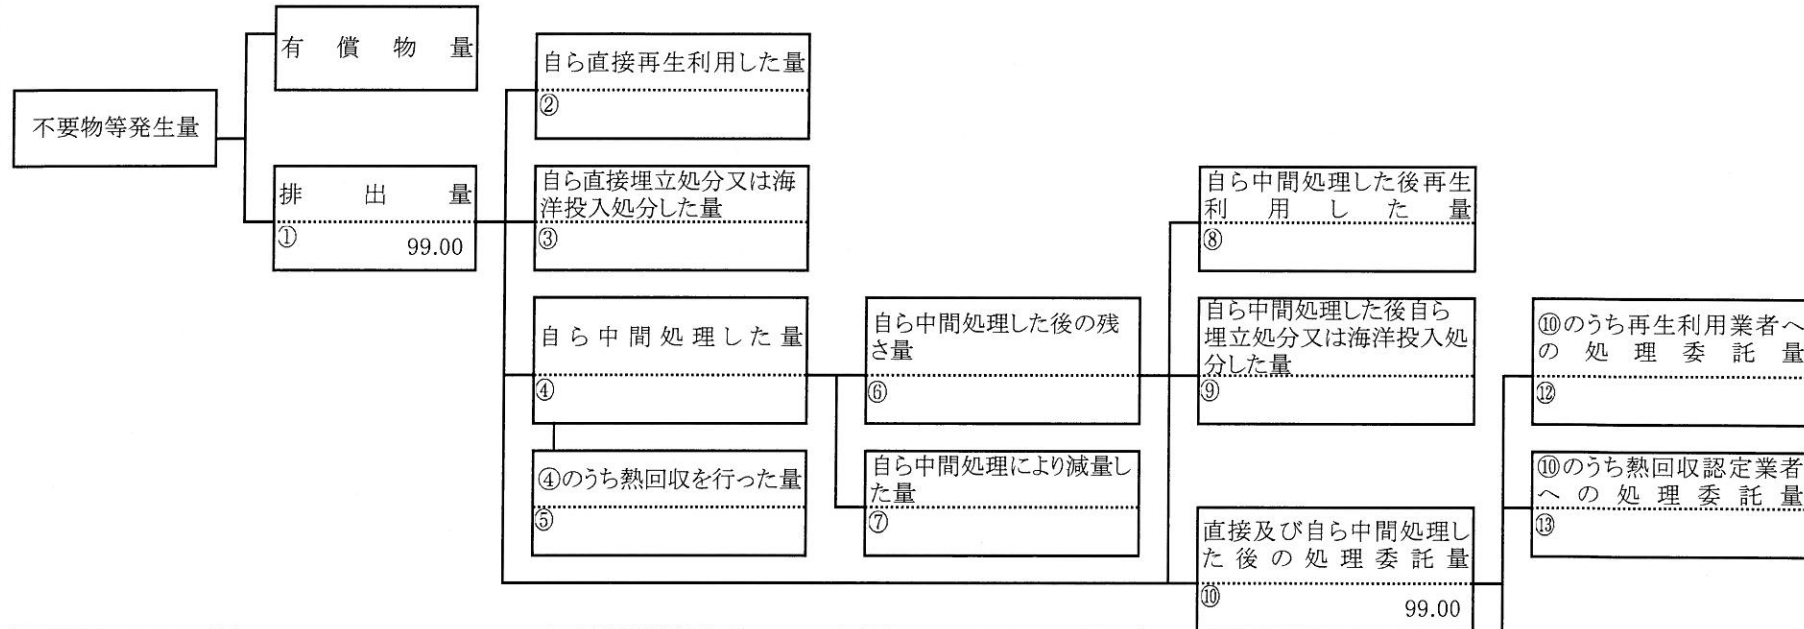 有償物量
不要物等発生量
排出量
①
99.00
自ら直接再生利用した量
②
自ら直接埋立処分又は海
洋投入処分した量
③
自ら中間処理した量
④
④のうち熱回収を行った量
⑤
自ら中間処理した後の残
さ量
⑥
自ら中間処理により減量し
た量
⑦
自ら中間処理した後再生
利用した量
⑧
自ら中間処理した後自ら
埋立処分又は海洋投入処
分した量
⑨
直接及び自ら中間処理し
た後の処理委託量
⑩
99.00
⑩のうち再生利用業者へ
の処理委託量
⑫
⑩のうち熱回収認定業者
への処理委託量
⑬